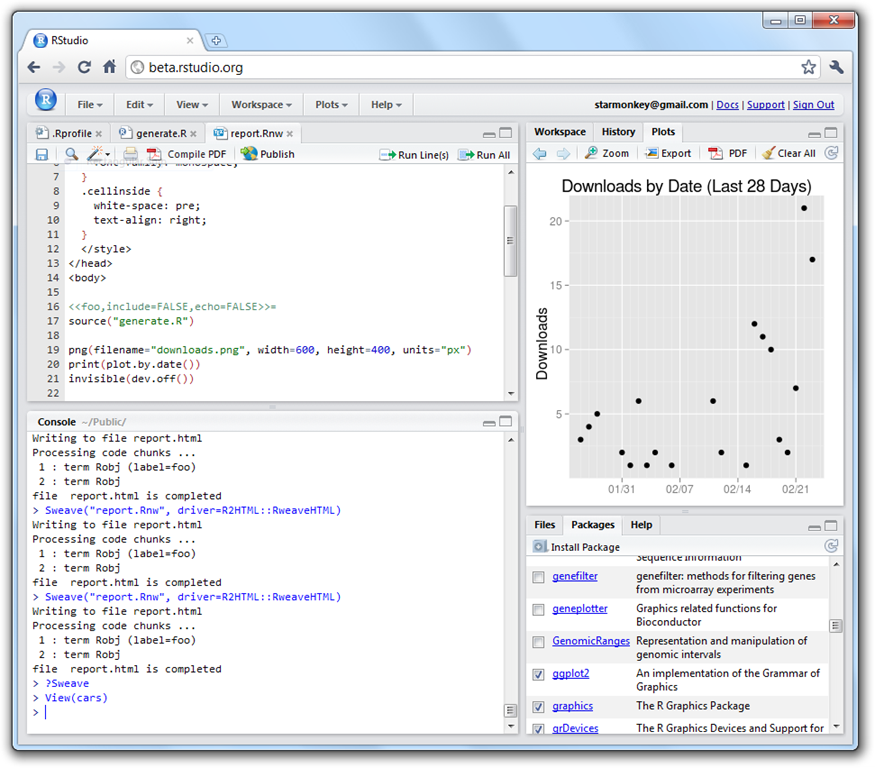 RStudio
beta.rstudio.org
R
File Edit View Workspace Plots Help
starmonkey@gmail.com | Docs | Support | Sign Out
.Rprofile generate.R report.Rnw
Compile PDF Publish Run Line(s) Run All
7 }
8 .cellinside {
9 white-space: pre;
10 text-align: right;
11 }
12 </style>
13 </head>
14 <body>
15
16 <<foo,include=FALSE,echo=FALSE>>=
17 source("generate.R")
18
19 png(filename="downloads.png", width=600, height=400, units="px")
20 print(plot.by.date())
21 invisible(dev.off())
22
Console ~/Public/
Writing to file report.html
Processing code chunks ...
1 : term Robj (label=foo)
2 : term Robj
file report.html is completed
> Sweave("report.Rnw", driver=R2HTML::RweaveHTML)
Writing to file report.html
Processing code chunks ...
1 : term Robj (label=foo)
2 : term Robj
file report.html is completed
> Sweave("report.Rnw", driver=R2HTML::RweaveHTML)
Writing to file report.html
Processing code chunks ...
1 : term Robj (label=foo)
2 : term Robj
file report.html is completed
> ?Sweave
> View(cars)
>
Workspace History Plots
Zoom Export PDF Clear All
Downloads by Date (Last 28 Days)
Downloads
20
15
10
5
01/31 02/07 02/14 02/21
Files Packages Help
Install Package
Sequence Information
genefilter genefilter: methods for filtering genes
from microarray experiments
geneplotter Graphics related functions for
Bioconductor
GenomicRanges Representation and manipulation of
genomic intervals
ggplot2 An implementation of the Grammar of
Graphics
graphics The R Graphics Package
grDevices The R Graphics Devices and Support for